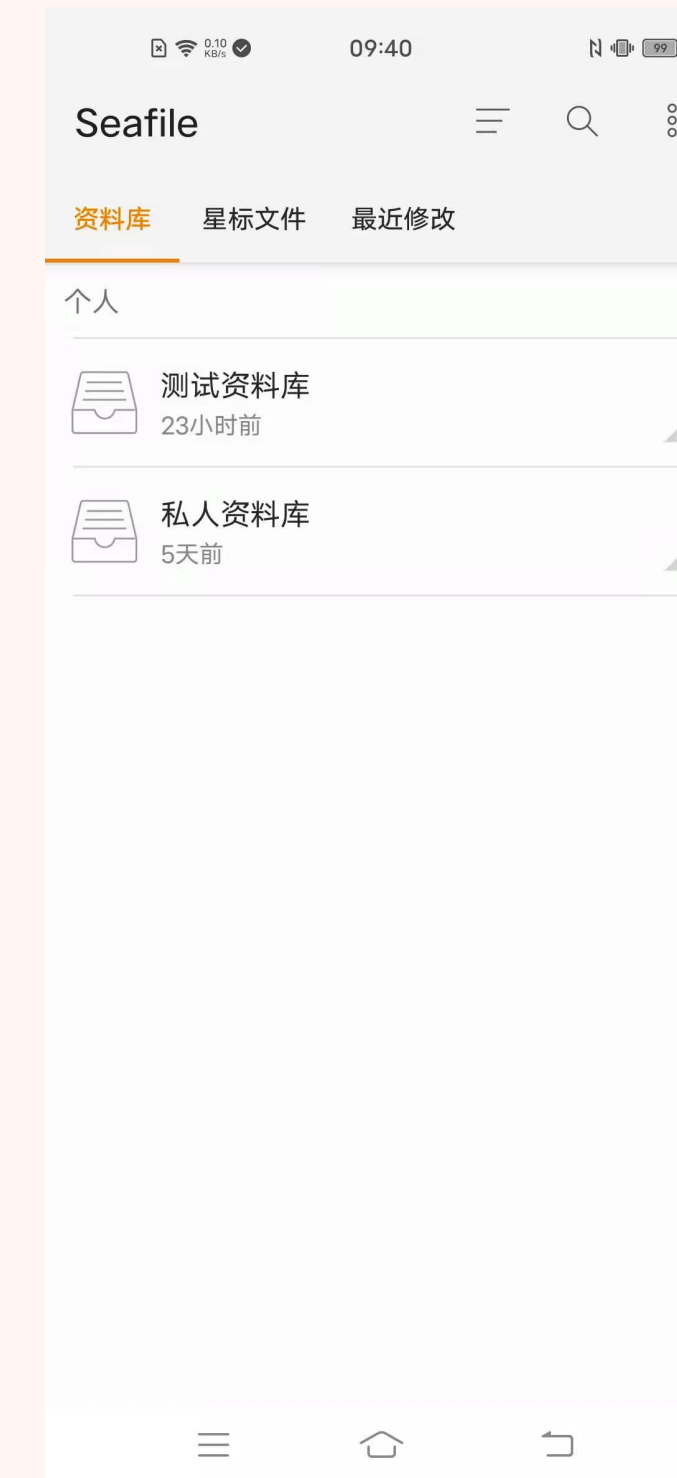 0.10
KB/s
09:40
99
Seafile
资料库 星标文件 最近修改
个人
测试资料库
23小时前
私人资料库
5天前